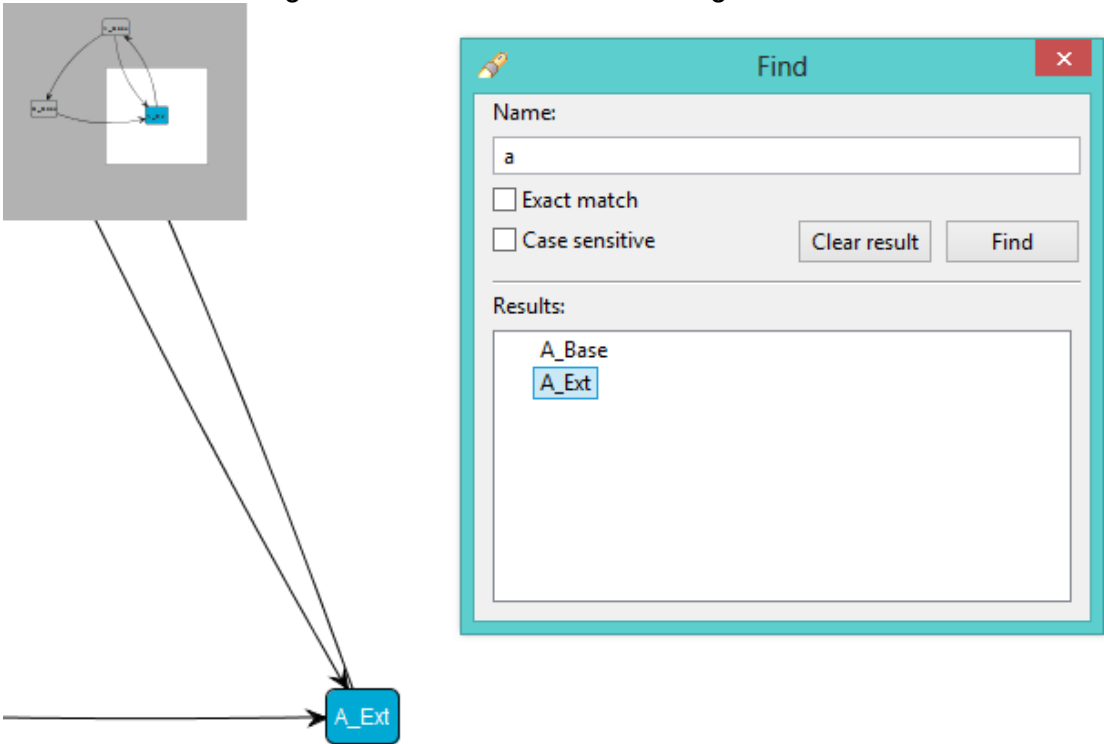 Find
Name:
a
Exact match
Case sensitive
Clear result
Find
Results:
A_Base
A_Ext
A_Ext